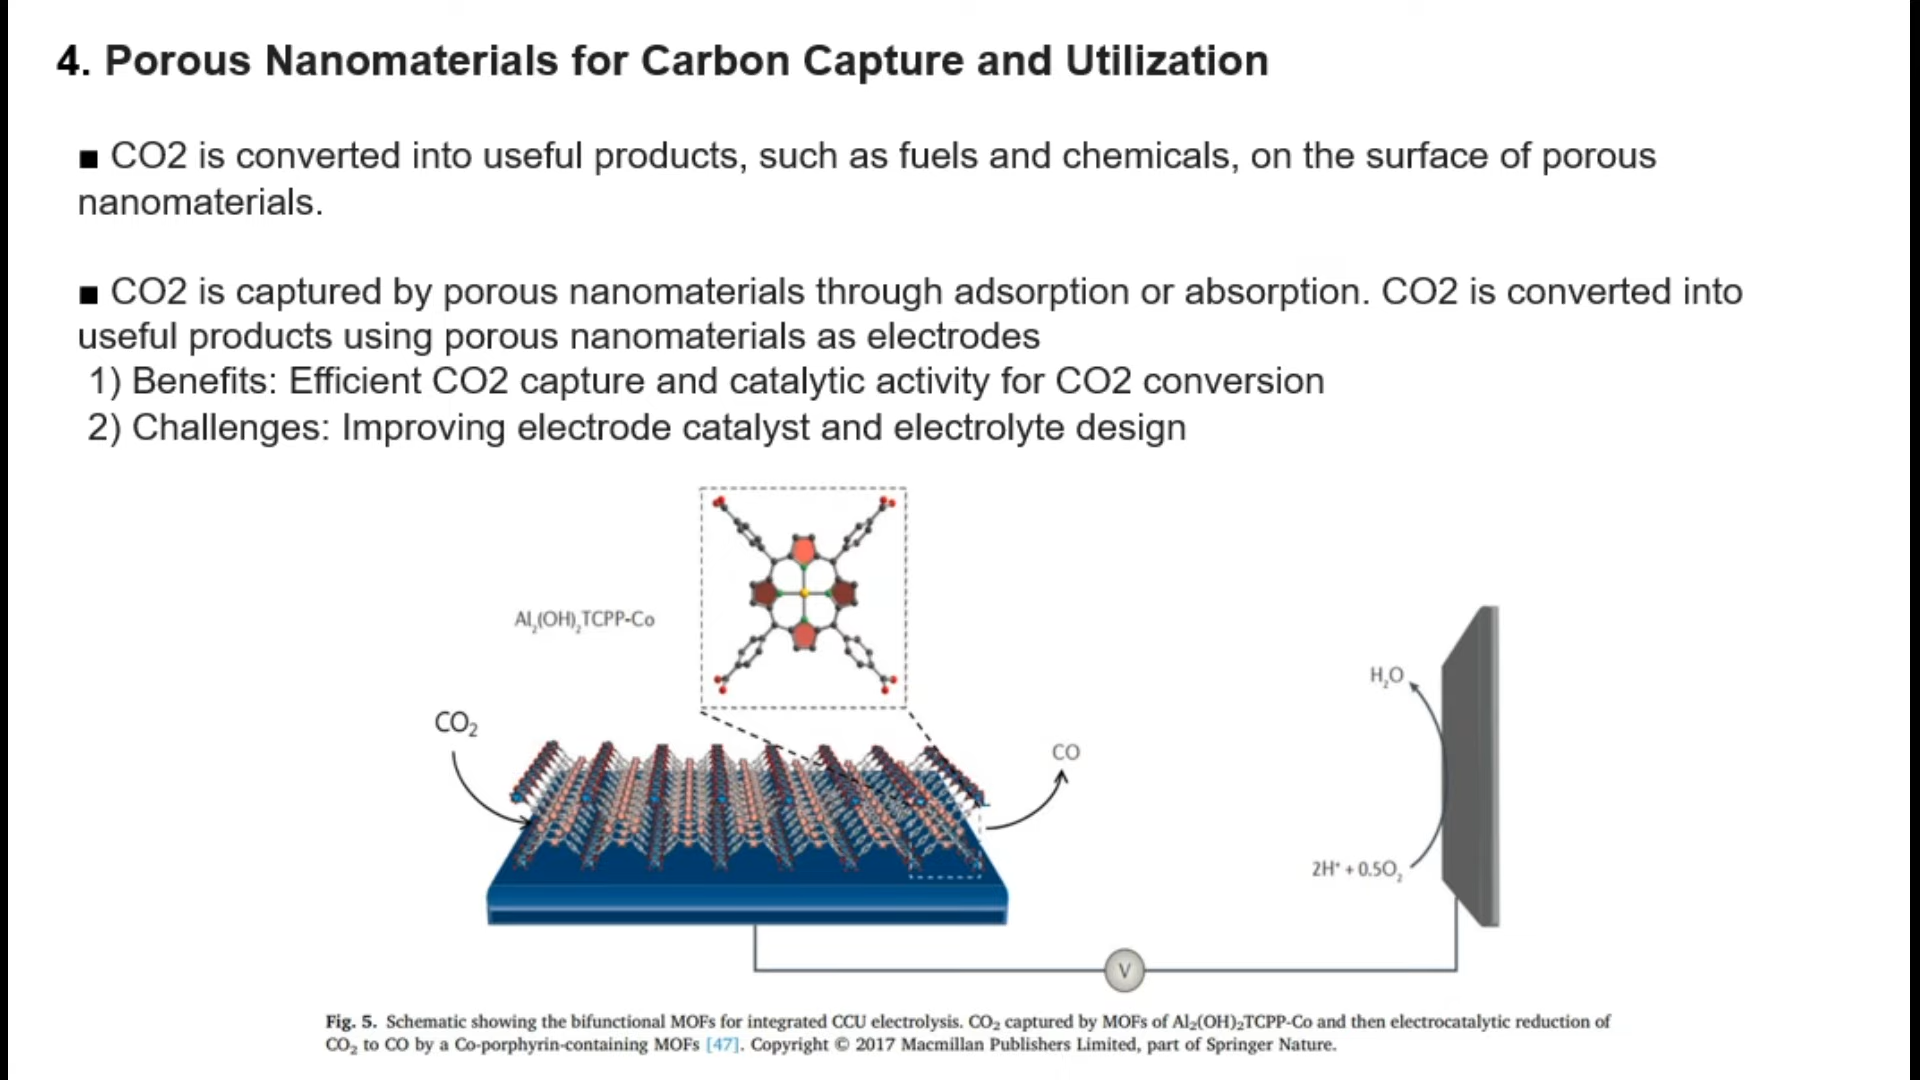 4. Porous Nanomaterials for Carbon Capture and Utilization
■ CO2 is converted into useful products, such as fuels and chemicals, on the surface of porous
nanomaterials.
■ CO2 is captured by porous nanomaterials through adsorption or absorption. CO2 is converted into
useful products using porous nanomaterials as electrodes
1) Benefits: Efficient CO2 capture and catalytic activity for CO2 conversion
2) Challenges: Improving electrode catalyst and electrolyte design
Al₂(OH)₂TCPP-Co
CO₂
CO
H₂O
2H⁺ + 0.5O₂
V
Fig. 5. Schematic showing the bifunctional MOFs for integrated CCU electrolysis. CO₂ captured by MOFs of Al₂(OH)₂TCPP-Co and then electrocatalytic reduction of
CO₂ to CO by a Co-porphyrin-containing MOFs [47]. Copyright © 2017 Macmillan Publishers Limited, part of Springer Nature.